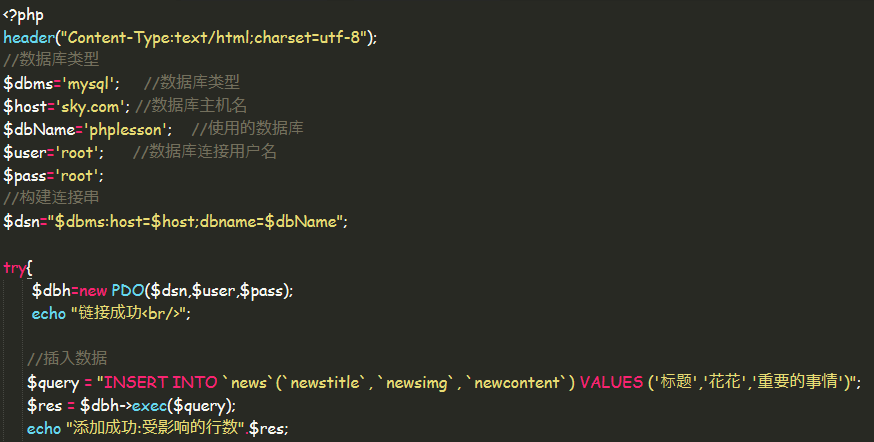 <?php
header("Content-Type:text/html;charset=utf-8");
//数据库类型
$dbms='mysql';   //数据库类型
$host='sky.com'; //数据库主机名
$dbName='phplesson';   //使用的数据库
$user='root';   //数据库连接用户名
$pass='root';
//构建连接串
$dsn="$dbms:host=$host;dbname=$dbName";
try{
$dbh=new PDO($dsn,$user,$pass);
echo "链接成功<br/>";
//插入数据
$query = "INSERT INTO `news`(`newstitle`, `newsimg`, `newcontent`) VALUES ('标题','花花','重要的事情')";
$res = $dbh->exec($query);
echo "添加成功:受影响的行数".$res;